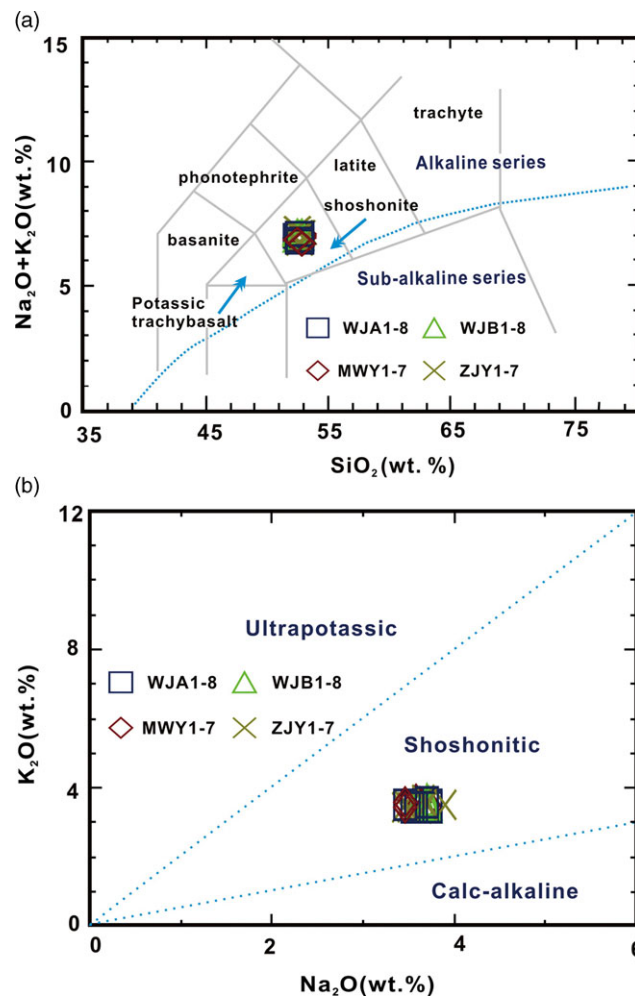 (a)
15
10
5
0
Na₂O+K₂O(wt.%)
trachyte
latite
Alkaline series
phonotephrite
shoshonite
basanite
Sub-alkaline series
Potassic
trachybasalt
WJA1-8 WJB1-8
MWY1-7 ZJY1-7
35 45 55 65 75
SiO₂(wt. %)
(b)
12
8
4
0
K₂O(wt.%)
Ultrapotassic
WJA1-8 WJB1-8
MWY1-7 ZJY1-7
Shoshonitic
Calc-alkaline
0 2 4 6
Na₂O(wt.%)